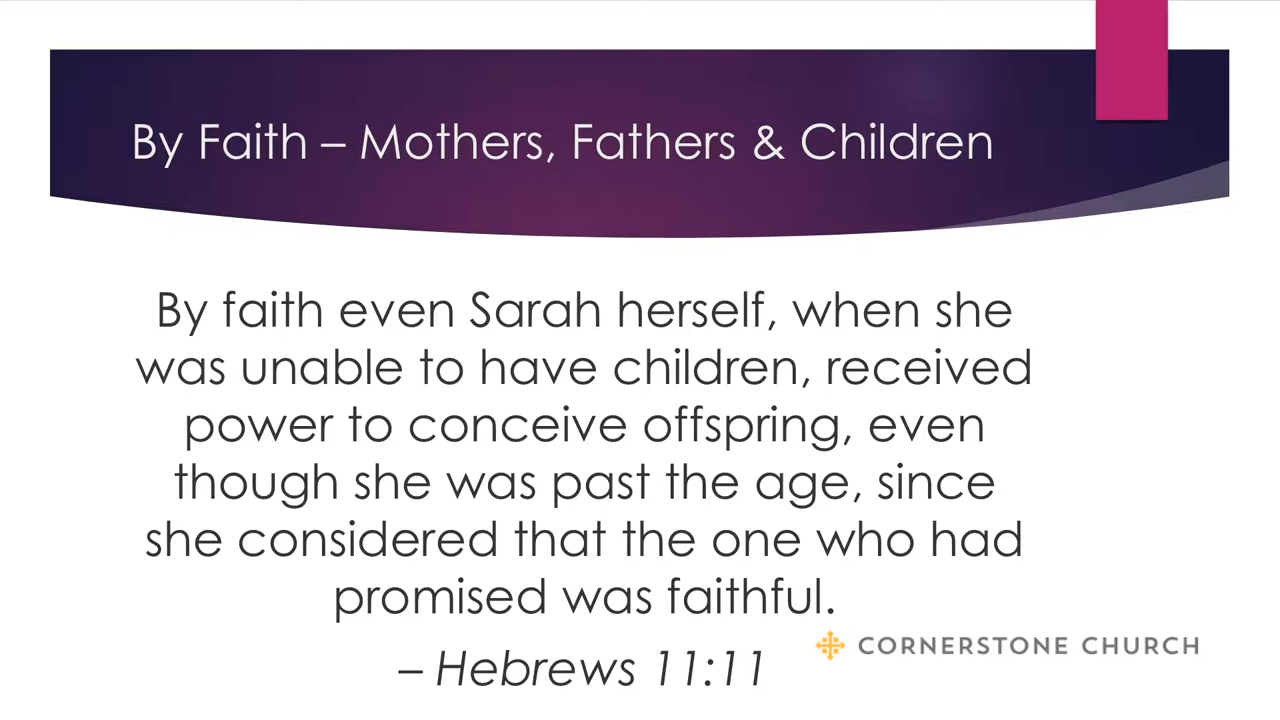 By Faith – Mothers, Fathers & Children
By faith even Sarah herself, when she
was unable to have children, received
power to conceive offspring, even
though she was past the age, since
she considered that the one who had
promised was faithful.
– Hebrews 11:11
CORNERSTONE CHURCH